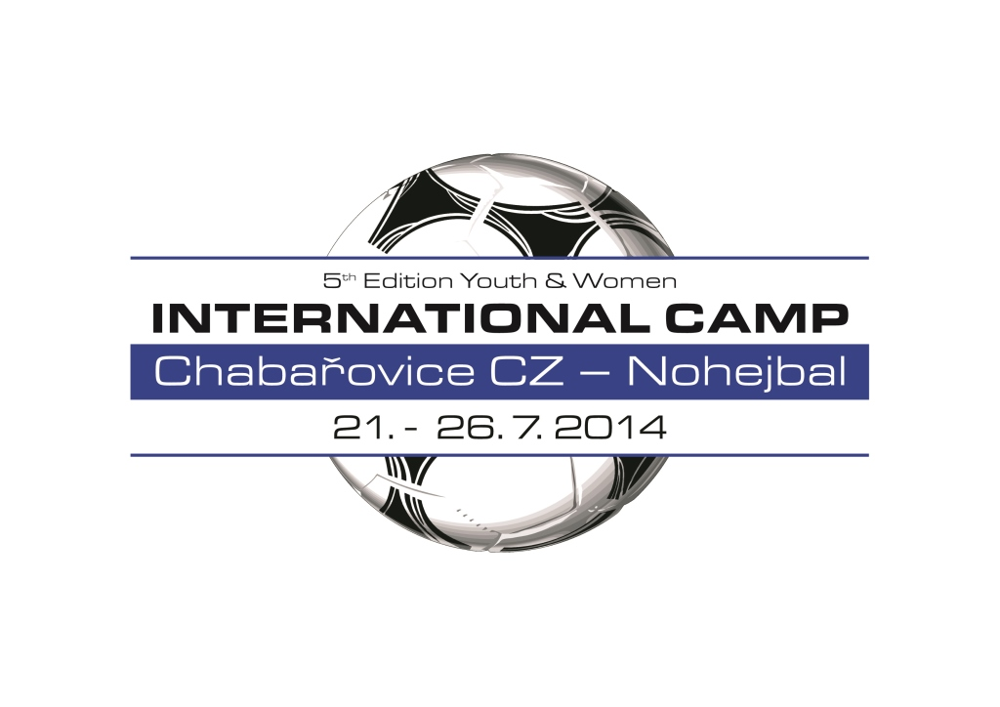 5th Edition Youth & Women
INTERNATIONAL CAMP
Chabařovice CZ – Nohejbal
21. - 26. 7. 2014